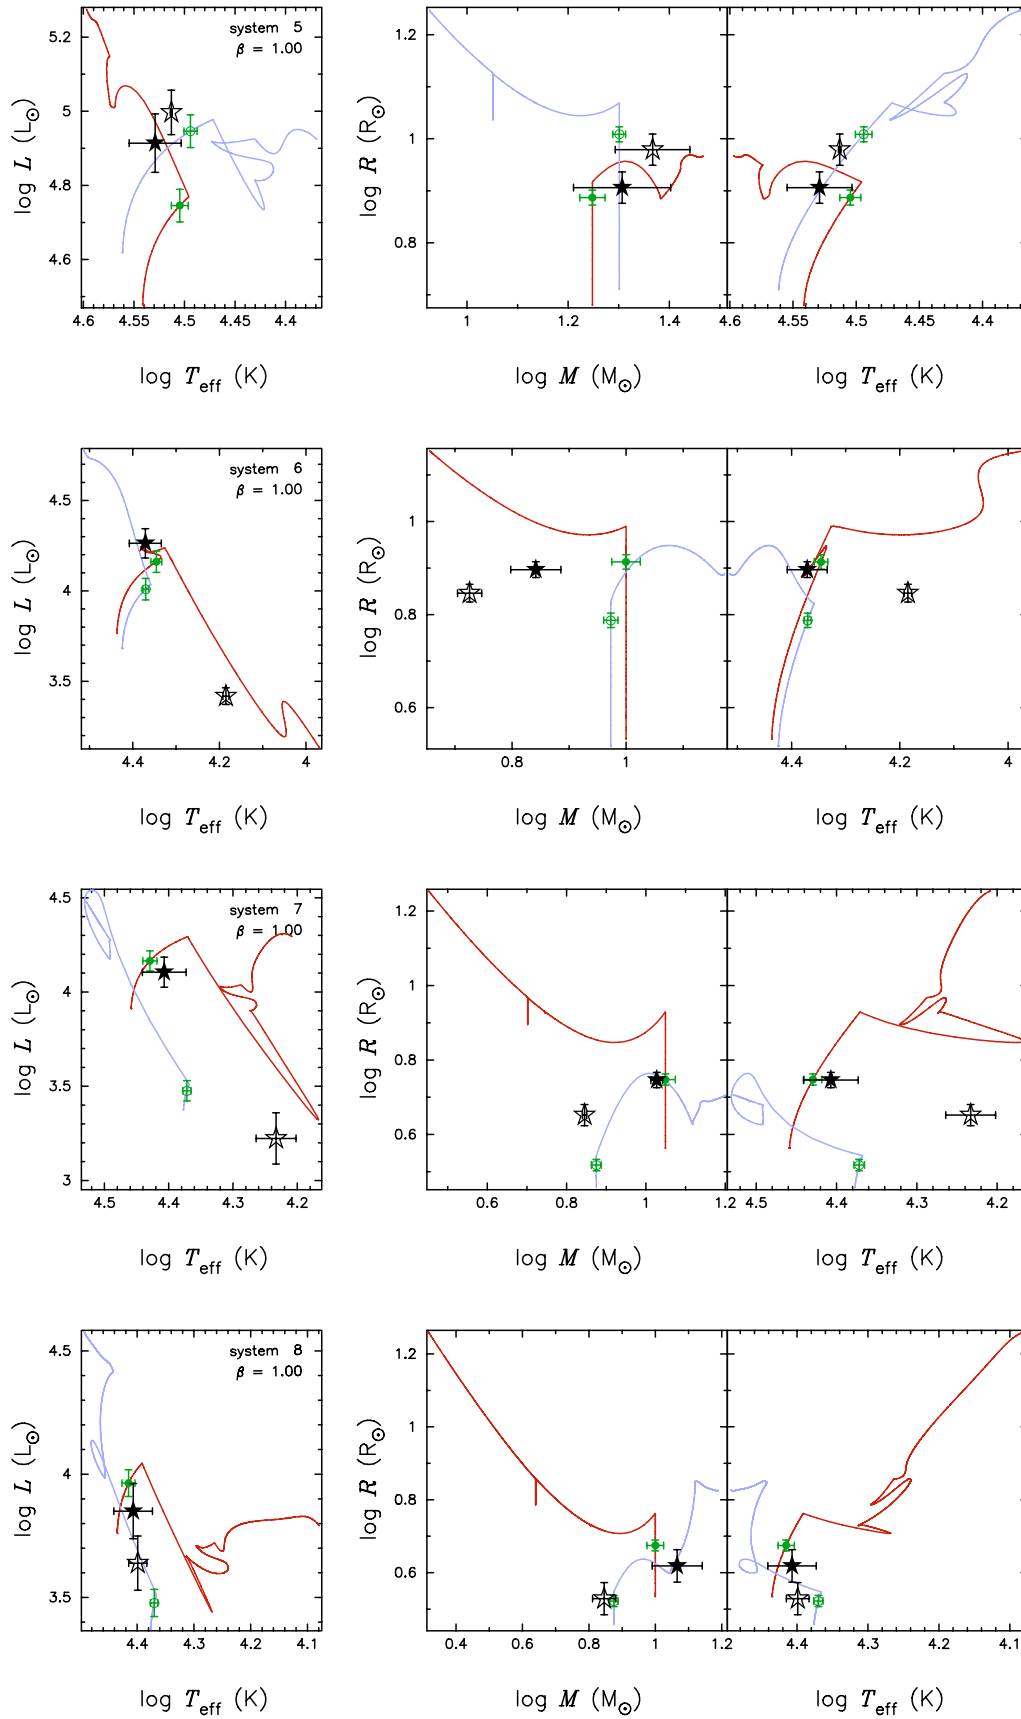 system 5
β = 1.00
5.2
5
4.8
4.6
4.6 4.55 4.5 4.45 4.4
log L (L⊙)
log T_eff (K)
1.2
1
0.8
1 1.2 1.4
log R (R⊙)
log M (M⊙)
4.6 4.55 4.5 4.45 4.4
log T_eff (K)
system 6
β = 1.00
4.5
4
3.5
4.4 4.2 4
log L (L⊙)
log T_eff (K)
1
0.8
0.6
0.8 1
log R (R⊙)
log M (M⊙)
4.4 4.2 4
log T_eff (K)
system 7
β = 1.00
4.5
4
3.5
3
4.5 4.4 4.3 4.2
log L (L⊙)
log T_eff (K)
1.2
1
0.8
0.6
0.6 0.8 1 1.2
log R (R⊙)
log M (M⊙)
4.5 4.4 4.3 4.2
log T_eff (K)
system 8
β = 1.00
4.5
4
3.5
4.4 4.3 4.2 4.1
log L (L⊙)
log T_eff (K)
1.2
1
0.8
0.6
0.4 0.6 0.8 1 1.2
log R (R⊙)
log M (M⊙)
4.4 4.3 4.2 4.1
log T_eff (K)